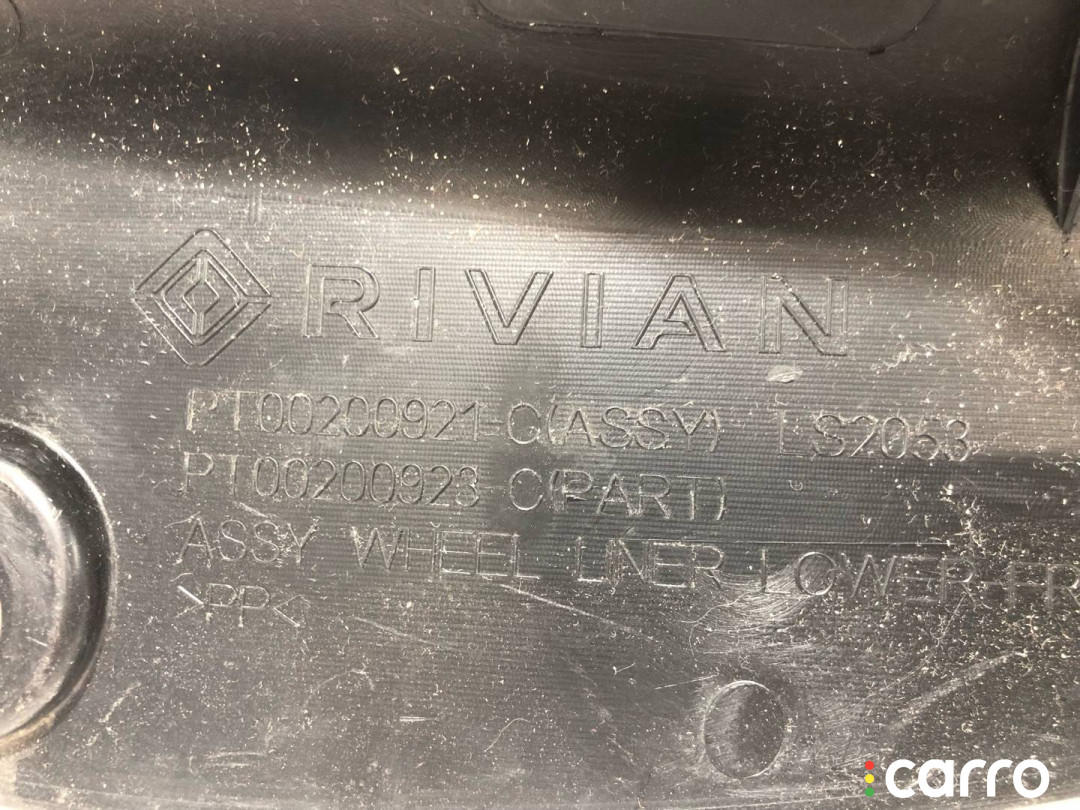 RIVIAN
PT00200921-C(ASSY) LS2053
PT00200923-C(PART)
ASSY WHEEL LINER LOWER FR
>PP<
carro